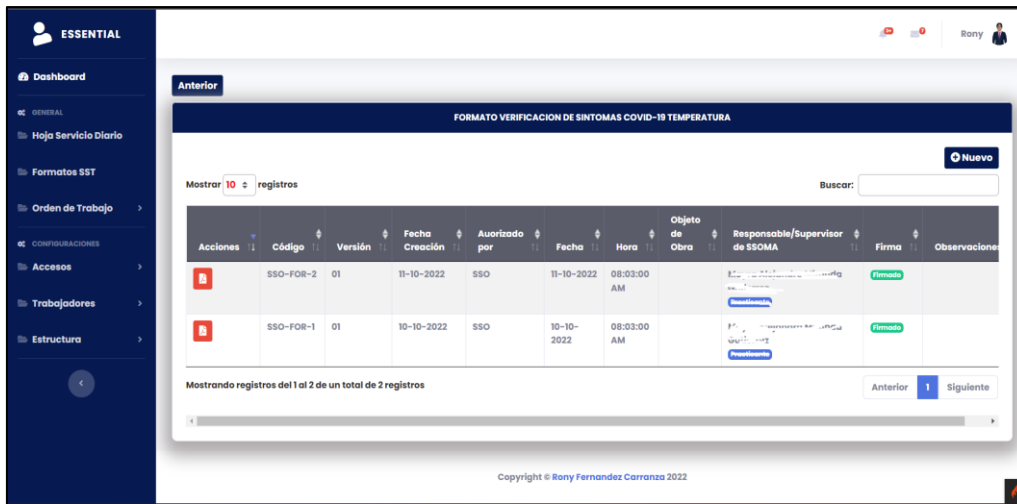 ESSENTIAL
Rony
Dashboard
Anterior
GENERAL
FORMATO VERIFICACION DE SINTOMAS COVID-19 TEMPERATURA
Hoja Servicio Diario
Nuevo
Formatos SST
Mostrar 10 registros
Buscar:
Orden de Trabajo
CONFIGURACIONES
Accesos
Trabajadores
Estructura
Acciones Código Versión Fecha Creación Auorizado por Fecha Hora Objeto de Obra Responsable/Supervisor de SSOMA Firma Observaciones
SSO-FOR-2 01 11-10-2022 SSO 11-10-2022 08:03:00 AM Firmado
Practicante
SSO-FOR-1 01 10-10-2022 SSO 10-10-2022 08:03:00 AM Firmado
Practicante
Mostrando registros del 1 al 2 de un total de 2 registros
Anterior 1 Siguiente
Copyright © Rony Fernandez Carranza 2022